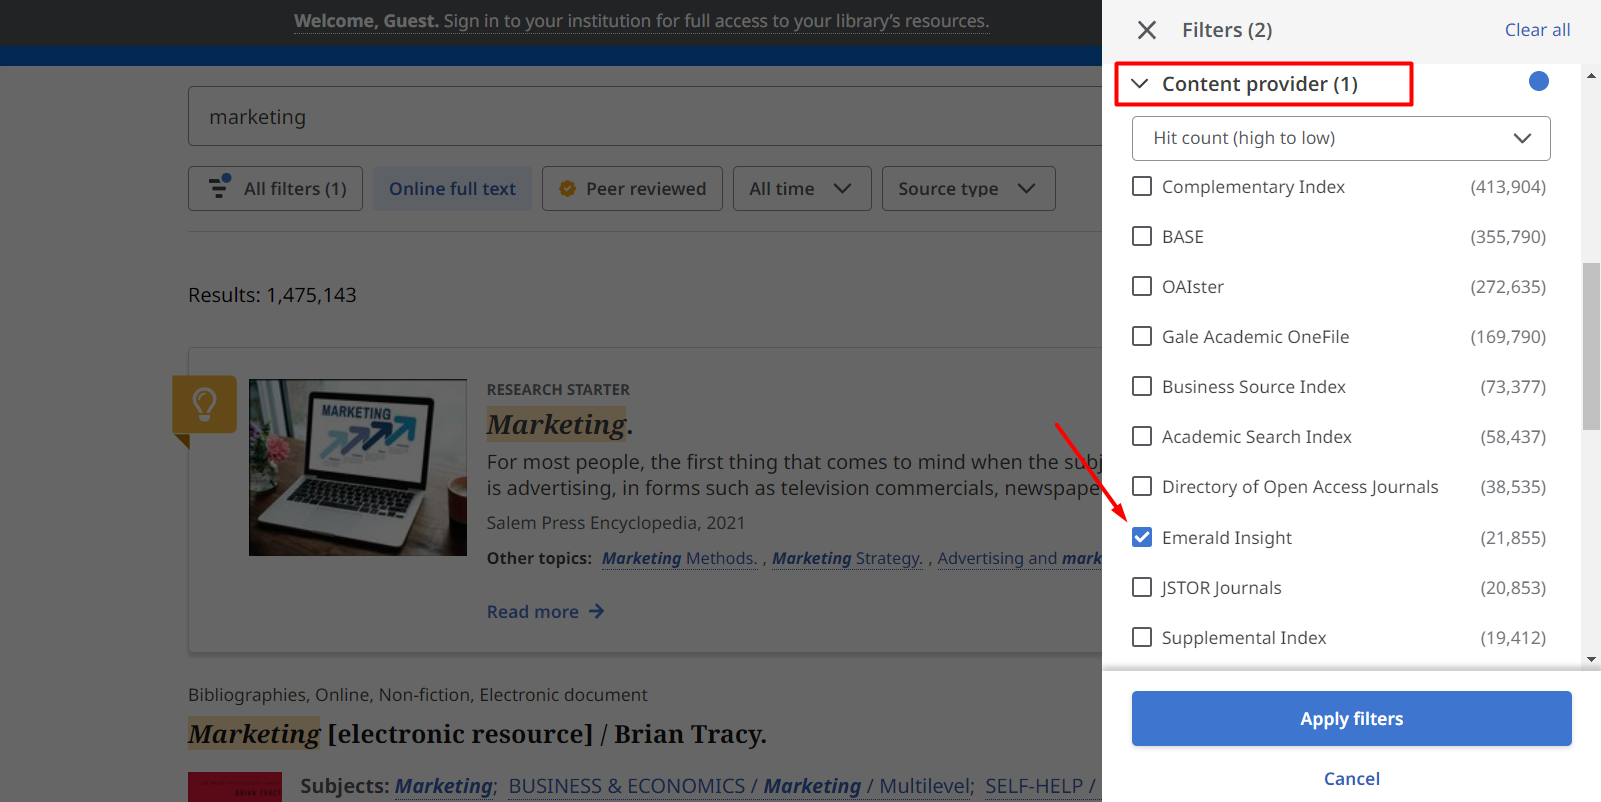 Welcome, Guest. Sign in to your institution for full access to your library's resources.
marketing
All filters (1)
Online full text
Peer reviewed
All time
Source type
Results: 1,475,143
MARKETING
RESEARCH STARTER
Marketing.
For most people, the first thing that comes to mind when the subj
is advertising, in forms such as television commercials, newspape
Salem Press Encyclopedia, 2021
Other topics: Marketing Methods. , Marketing Strategy. , Advertising and mark
Read more
Bibliographies, Online, Non-fiction, Electronic document
Marketing [electronic resource] / Brian Tracy.
BRIAN TRACY
Subjects: Marketing; BUSINESS & ECONOMICS / Marketing / Multilevel; SELF-HELP /
Filters (2)
Clear all
Content provider (1)
Hit count (high to low)
Complementary Index (413,904)
BASE (355,790)
OAIster (272,635)
Gale Academic OneFile (169,790)
Business Source Index (73,377)
Academic Search Index (58,437)
Directory of Open Access Journals (38,535)
Emerald Insight (21,855)
JSTOR Journals (20,853)
Supplemental Index (19,412)
Apply filters
Cancel